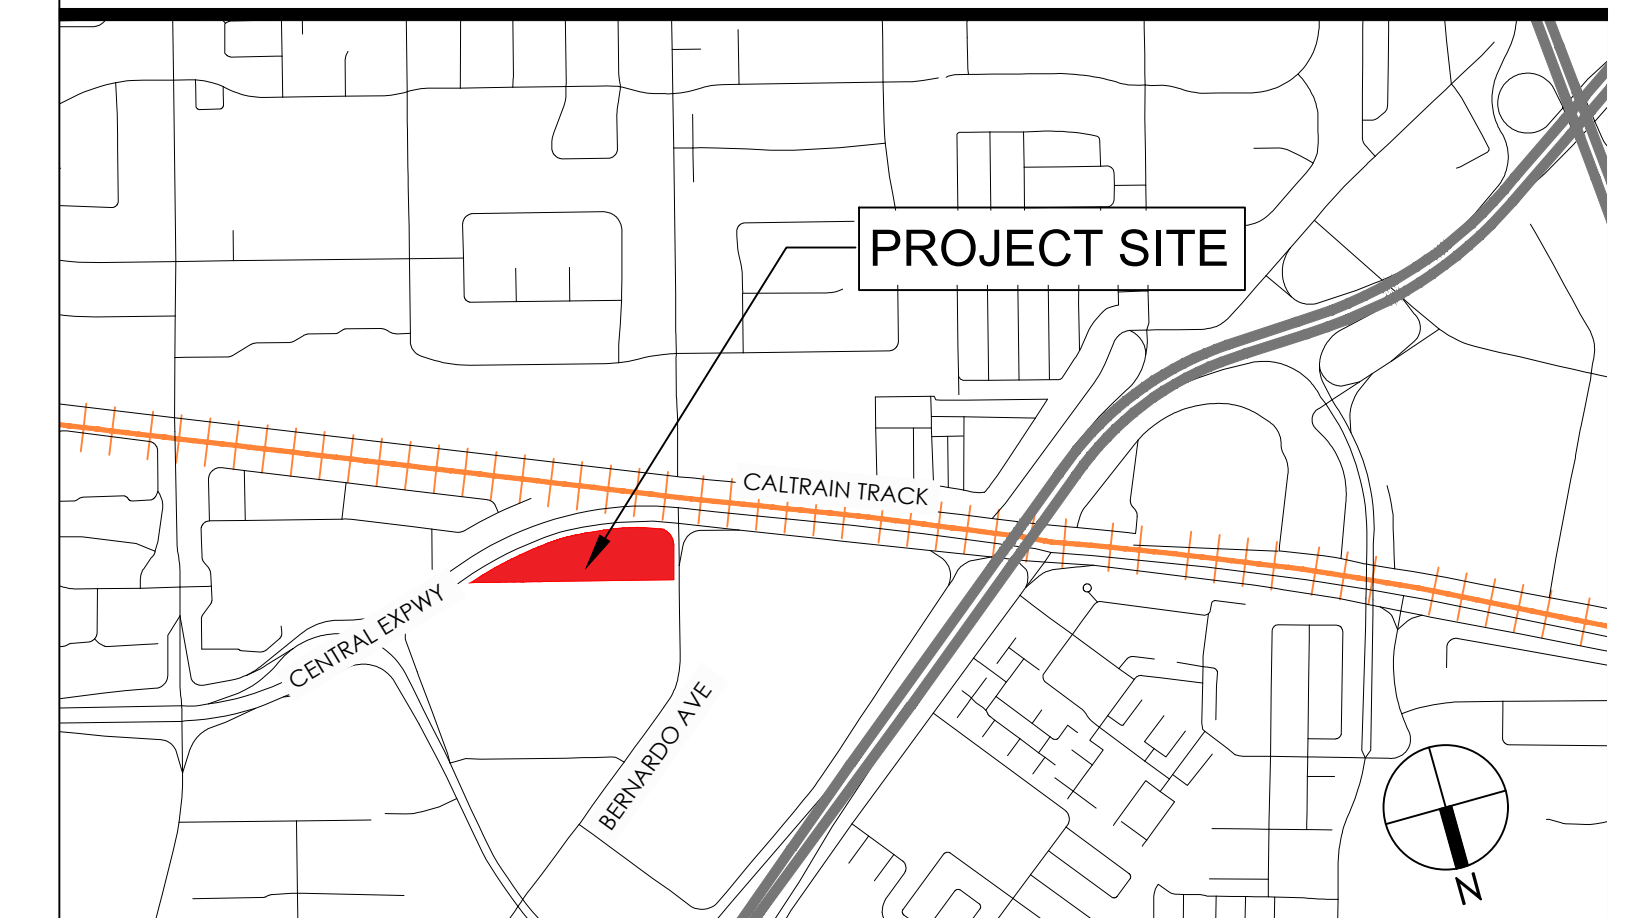 PROJECT SITE
CALTRAIN TRACK
CENTRAL EXPWY
BERNARDO AVE
N